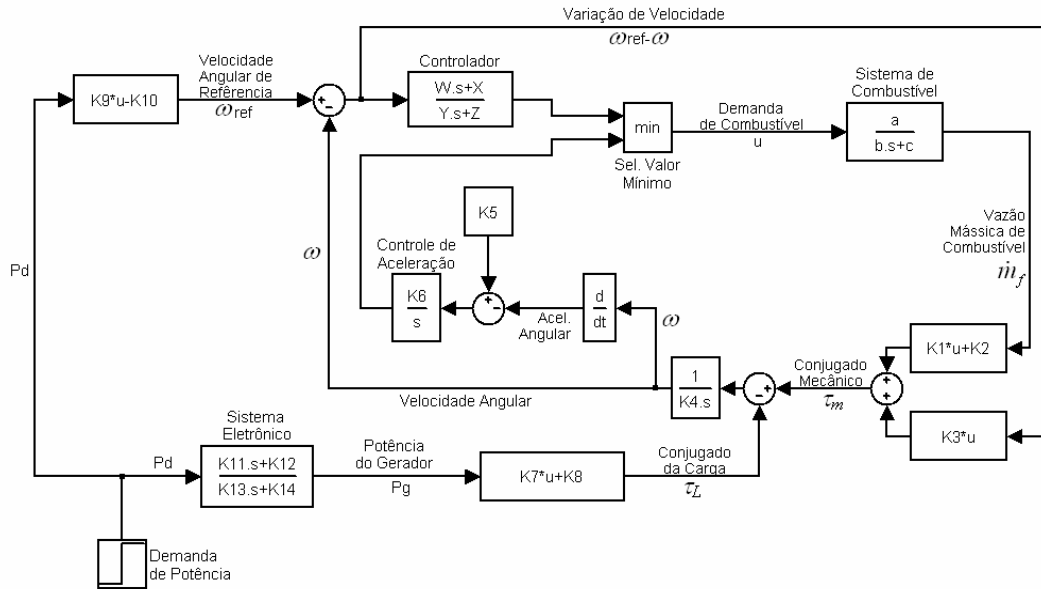 Variação de Velocidade
ωref-ω
Velocidade
Angular de
Refêrencia
ωref
K9*u-K10
+
-
Controlador
W.s+X
Y.s+Z
min
Sel. Valor
Mínimo
Demanda
de Combustível
u
Sistema de
Combustível
a
b.s+c
Pd
ω
K5
Controle de
Aceleração
K6
s
+
-
Acel.
Angular
d
dt
ω
Vazão
Mássica de
Combustível
ṁf
K1*u+K2
Conjugado
Mecânico
τm
+
+
K3*u
1
K4.s
-
+
Velocidade Angular
Sistema
Eletrônico
Pd
K11.s+K12
K13.s+K14
Potência
do Gerador
Pg
K7*u+K8
Conjugado
da Carga
τL
Demanda
de Potência